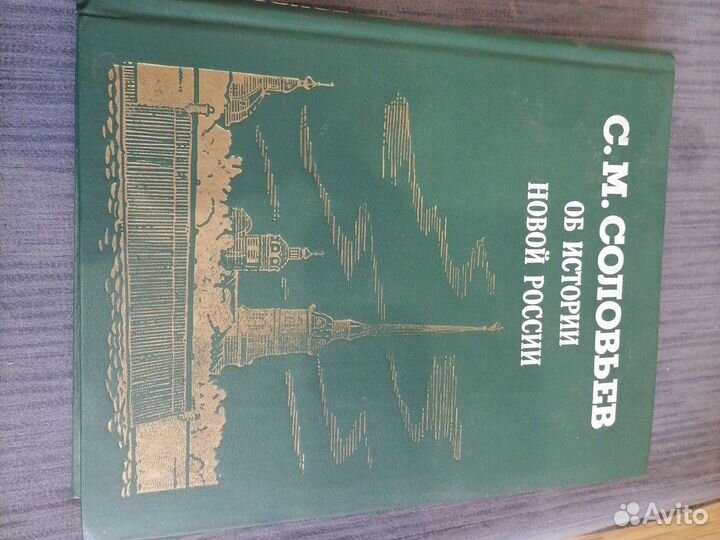 С. М. СОЛОВЬЕВ
ОБ ИСТОРИИ
НОВОЙ РОССИИ
Avito